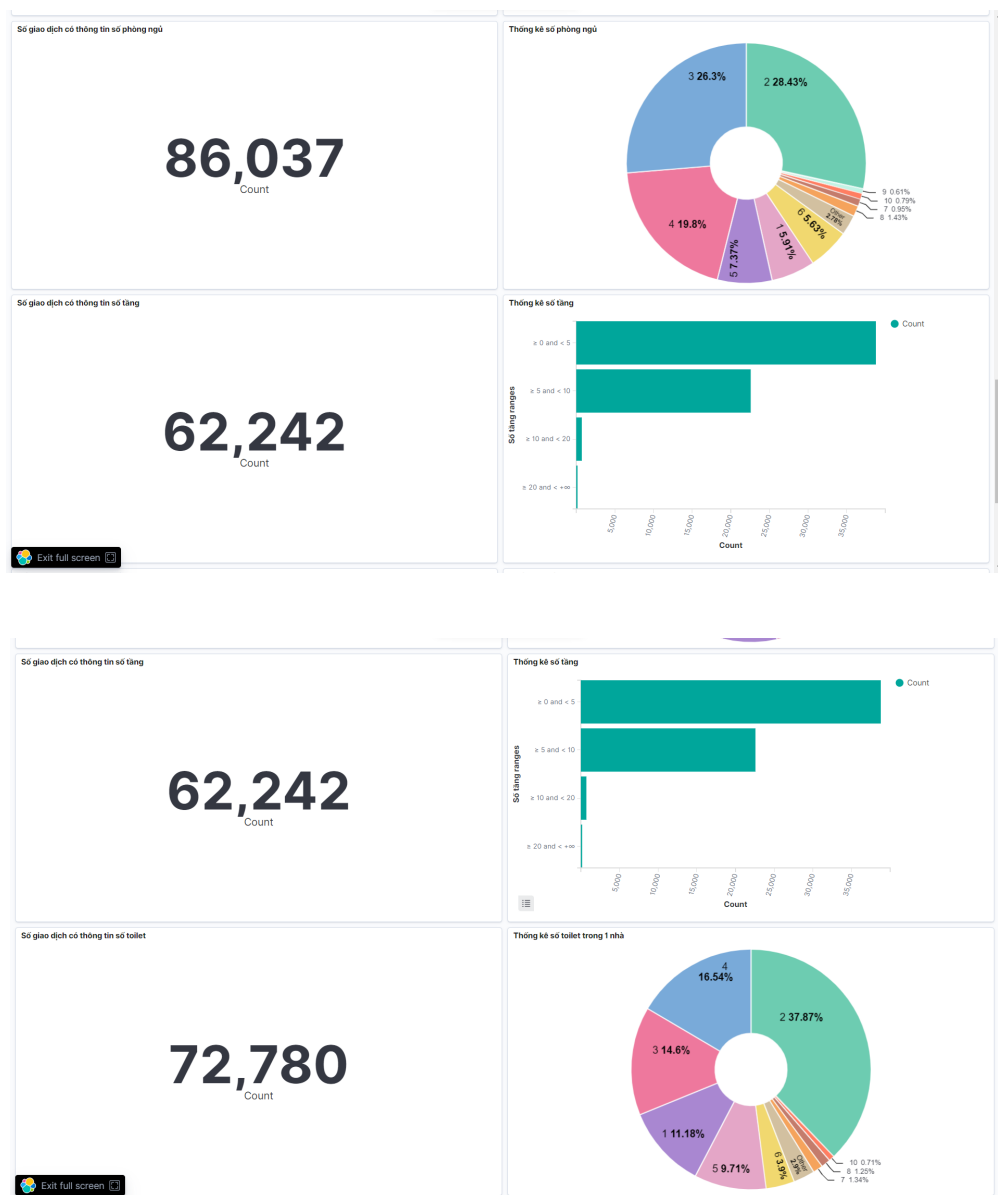 Số giao dịch có thông tin số phòng ngủ
86,037
Count
Thống kê số phòng ngủ
3 26.3%
2 28.43%
4 19.8%
5 7.37%
1 5.91%
6 5.63%
Other
2.78%
9 0.61%
10 0.79%
7 0.95%
8 1.43%
Số giao dịch có thông tin số tầng
62,242
Count
Exit full screen
Thống kê số tầng
Count
Số tầng ranges
≥ 0 and < 5
≥ 5 and < 10
≥ 10 and < 20
≥ 20 and < +∞
5,000
10,000
15,000
20,000
25,000
30,000
35,000
Count
Số giao dịch có thông tin số tầng
62,242
Count
Thống kê số tầng
Count
Số tầng ranges
≥ 0 and < 5
≥ 5 and < 10
≥ 10 and < 20
≥ 20 and < +∞
5,000
10,000
15,000
20,000
25,000
30,000
35,000
Count
Số giao dịch có thông tin số toilet
72,780
Count
Exit full screen
Thống kê số toilet trong 1 nhà
4
16.54%
2 37.87%
3 14.6%
1 11.18%
5 9.71%
6 3.9%
Other
2.9%
10 0.71%
8 1.25%
7 1.34%